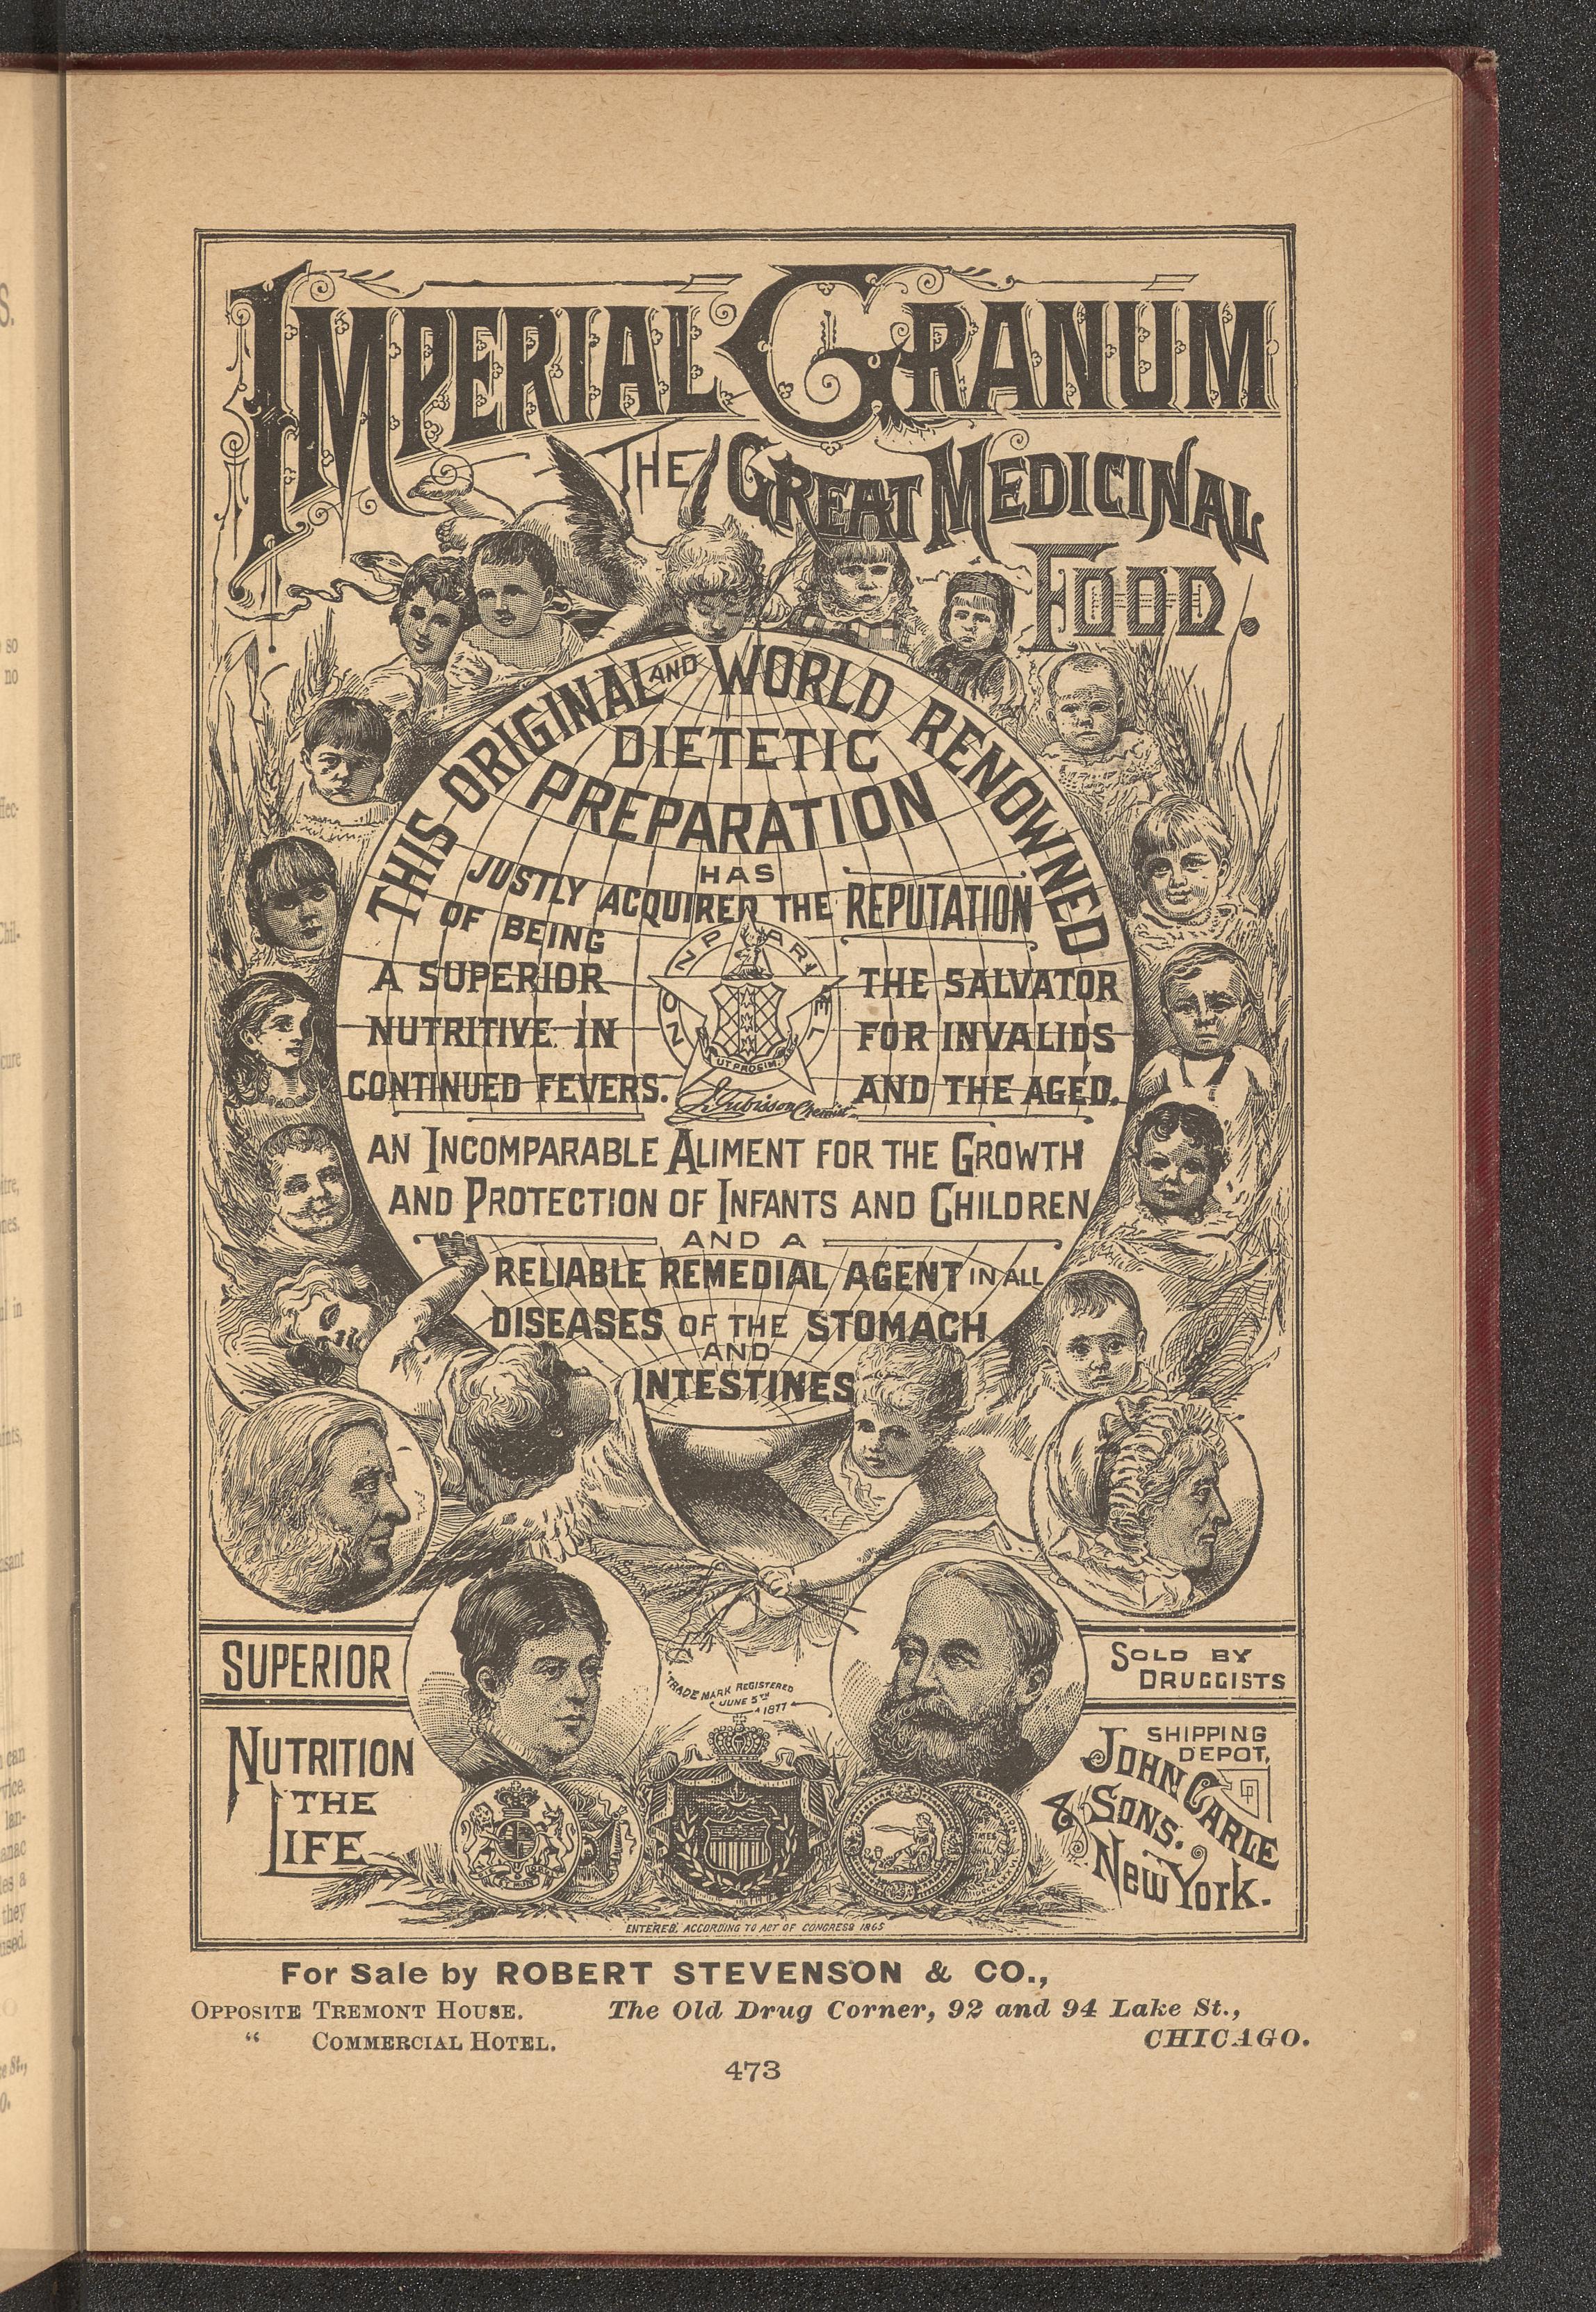 IMPERIAL GRANUM
THE GREAT MEDICINAL
FOOD.
THIS ORIGINAL AND WORLD RENOWNED
DIETETIC
PREPARATION
HAS
JUSTLY ACQUIRED THE REPUTATION
OF BEING
A SUPERIOR
NUTRITIVE IN
CONTINUED FEVERS.
NONPAREIL
UT PROSIM.
Chemist
THE SALVATOR
FOR INVALIDS
AND THE AGED.
AN INCOMPARABLE ALIMENT FOR THE GROWTH
AND PROTECTION OF INFANTS AND CHILDREN
AND A
RELIABLE REMEDIAL AGENT IN ALL
DISEASES OF THE STOMACH
AND
INTESTINES
SUPERIOR
NUTRITION
THE
LIFE
TRADE MARK REGISTERED
JUNE 5TH
1877
SOLD BY
DRUGGISTS
SHIPPING
DEPOT,
JOHN CARLE
& SONS.
NEW YORK.
ENTERED, ACCORDING TO ACT OF CONGRESS 1865
For Sale by ROBERT STEVENSON & CO.,
OPPOSITE TREMONT HOUSE. The Old Drug Corner, 92 and 94 Lake St.,
“ COMMERCIAL HOTEL. CHICAGO.
473